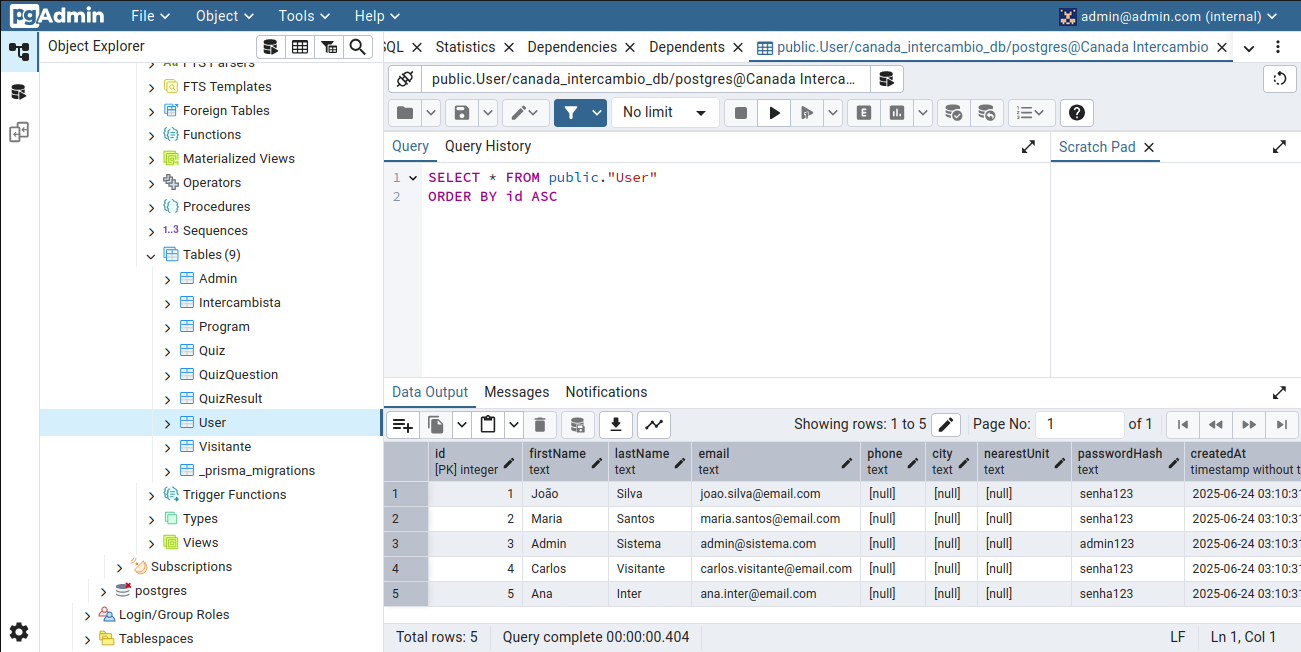 pgAdmin File Object Tools Help admin@admin.com (internal)
Object Explorer
SQL Statistics Dependencies Dependents public.User/canada_intercambio_db/postgres@Canada Intercambio
public.User/canada_intercambio_db/postgres@Canada Interca...
No limit E ?
Query Query History Scratch Pad
1 SELECT * FROM public."User"
2 ORDER BY id ASC
FTS Parsers
FTS Templates
Foreign Tables
Functions
Materialized Views
Operators
Procedures
1..3 Sequences
Tables (9)
Admin
Intercambista
Program
Quiz
QuizQuestion
QuizResult
User
Visitante
_prisma_migrations
Trigger Functions
Types
Views
Subscriptions
postgres
Login/Group Roles
Tablespaces
Data Output Messages Notifications
Showing rows: 1 to 5 Page No: 1 of 1
id firstName lastName email phone city nearestUnit passwordHash createdAt
[PK] integer text text text text text text text timestamp without t
1 1 João Silva joao.silva@email.com [null] [null] [null] senha123 2025-06-24 03:10:31
2 2 Maria Santos maria.santos@email.com [null] [null] [null] senha123 2025-06-24 03:10:31
3 3 Admin Sistema admin@sistema.com [null] [null] [null] admin123 2025-06-24 03:10:31
4 4 Carlos Visitante carlos.visitante@email.com [null] [null] [null] senha123 2025-06-24 03:10:31
5 5 Ana Inter ana.inter@email.com [null] [null] [null] senha123 2025-06-24 03:10:31
Total rows: 5 Query complete 00:00:00.404 LF Ln 1, Col 1